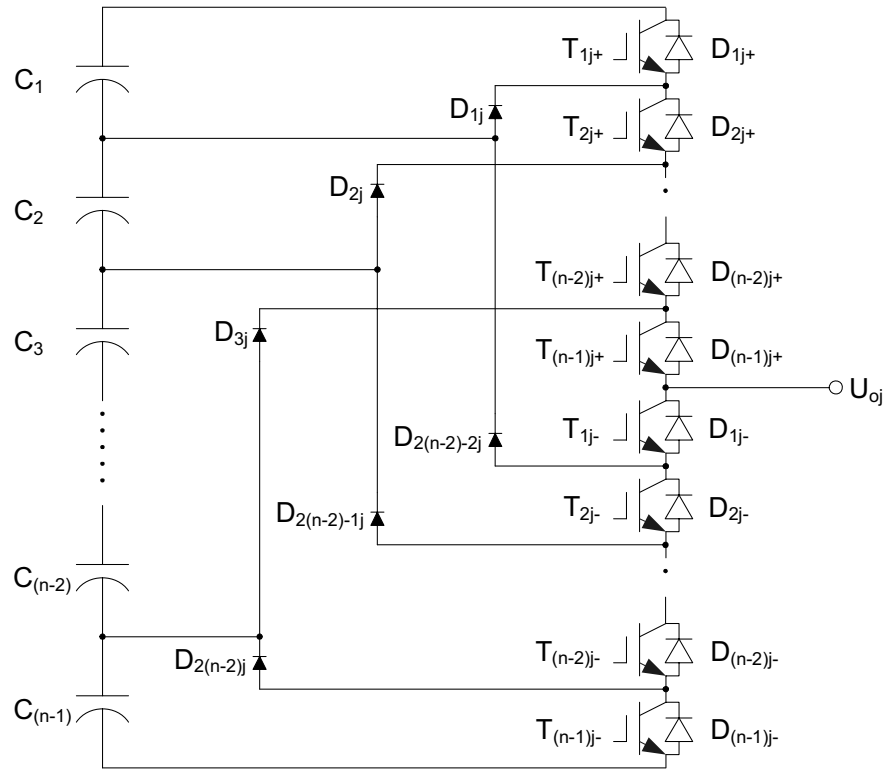 T1j+ D1j+
C1
D1j
T2j+ D2j+
D2j
C2
T(n-2)j+ D(n-2)j+
C3
D3j
T(n-1)j+ D(n-1)j+
Uoj
T1j- D1j-
D2(n-2)-2j
T2j- D2j-
D2(n-2)-1j
C(n-2)
T(n-2)j- D(n-2)j-
D2(n-2)j
C(n-1)
T(n-1)j- D(n-1)j-